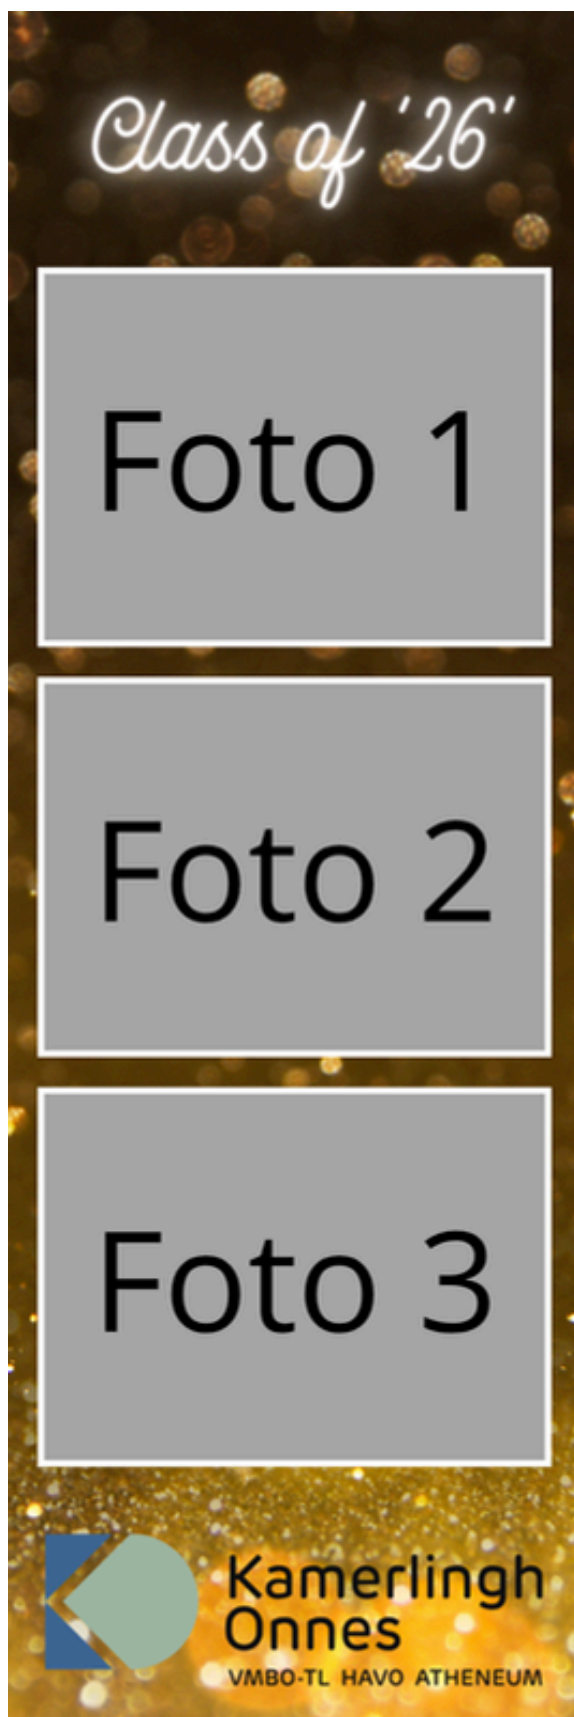 Class of '26'
Foto 1
Foto 2
Foto 3
Kamerlingh
Onnes
VMBO-TL HAVO ATHENEUM